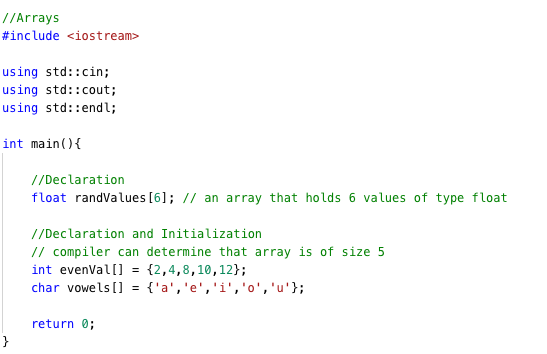 //Arrays
#include <iostream>
using std::cin;
using std::cout;
using std::endl;
int main(){
//Declaration
float randValues[6]; // an array that holds 6 values of type float
//Declaration and Initialization
// compiler can determine that array is of size 5
int evenVal[] = {2,4,8,10,12};
char vowels[] = {'a','e','i','o','u'};
return 0;
}